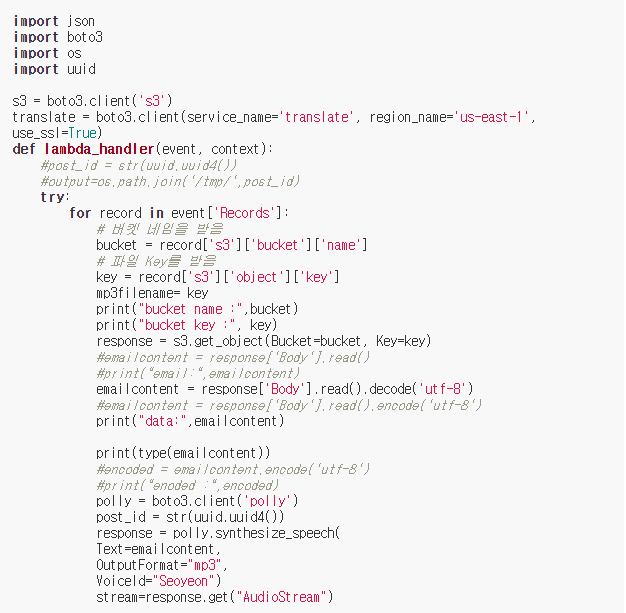 import json
import boto3
import os
import uuid
s3 = boto3.client('s3')
translate = boto3.client(service_name='translate', region_name='us-east-1',
use_ssl=True)
def lambda_handler(event, context):
    #post_id = str(uuid.uuid4())
    #output=os.path.join('/tmp/',post_id)
    try:
        for record in event['Records']:
            # 버켓 네임을 받음
            bucket = record['s3']['bucket']['name']
            # 파일 Key를 받음
            key = record['s3']['object']['key']
            mp3filename= key
            print("bucket name :",bucket)
            print("bucket key :", key)
            response = s3.get_object(Bucket=bucket, Key=key)
            #emailcontent = response['Body'].read()
            #print("email:",emailcontent)
            emailcontent = response['Body'].read().decode('utf-8')
            #emailcontent = response['Body'].read().encode('utf-8')
            print("data:",emailcontent)
            print(type(emailcontent))
            #encoded = emailcontent.encode('utf-8')
            #print("enoded :",encoded)
            polly = boto3.client('polly')
            post_id = str(uuid.uuid4())
            response = polly.synthesize_speech(
            Text=emailcontent,
            OutputFormat="mp3",
            VoiceId="Seoyeon")
            stream=response.get("AudioStream")